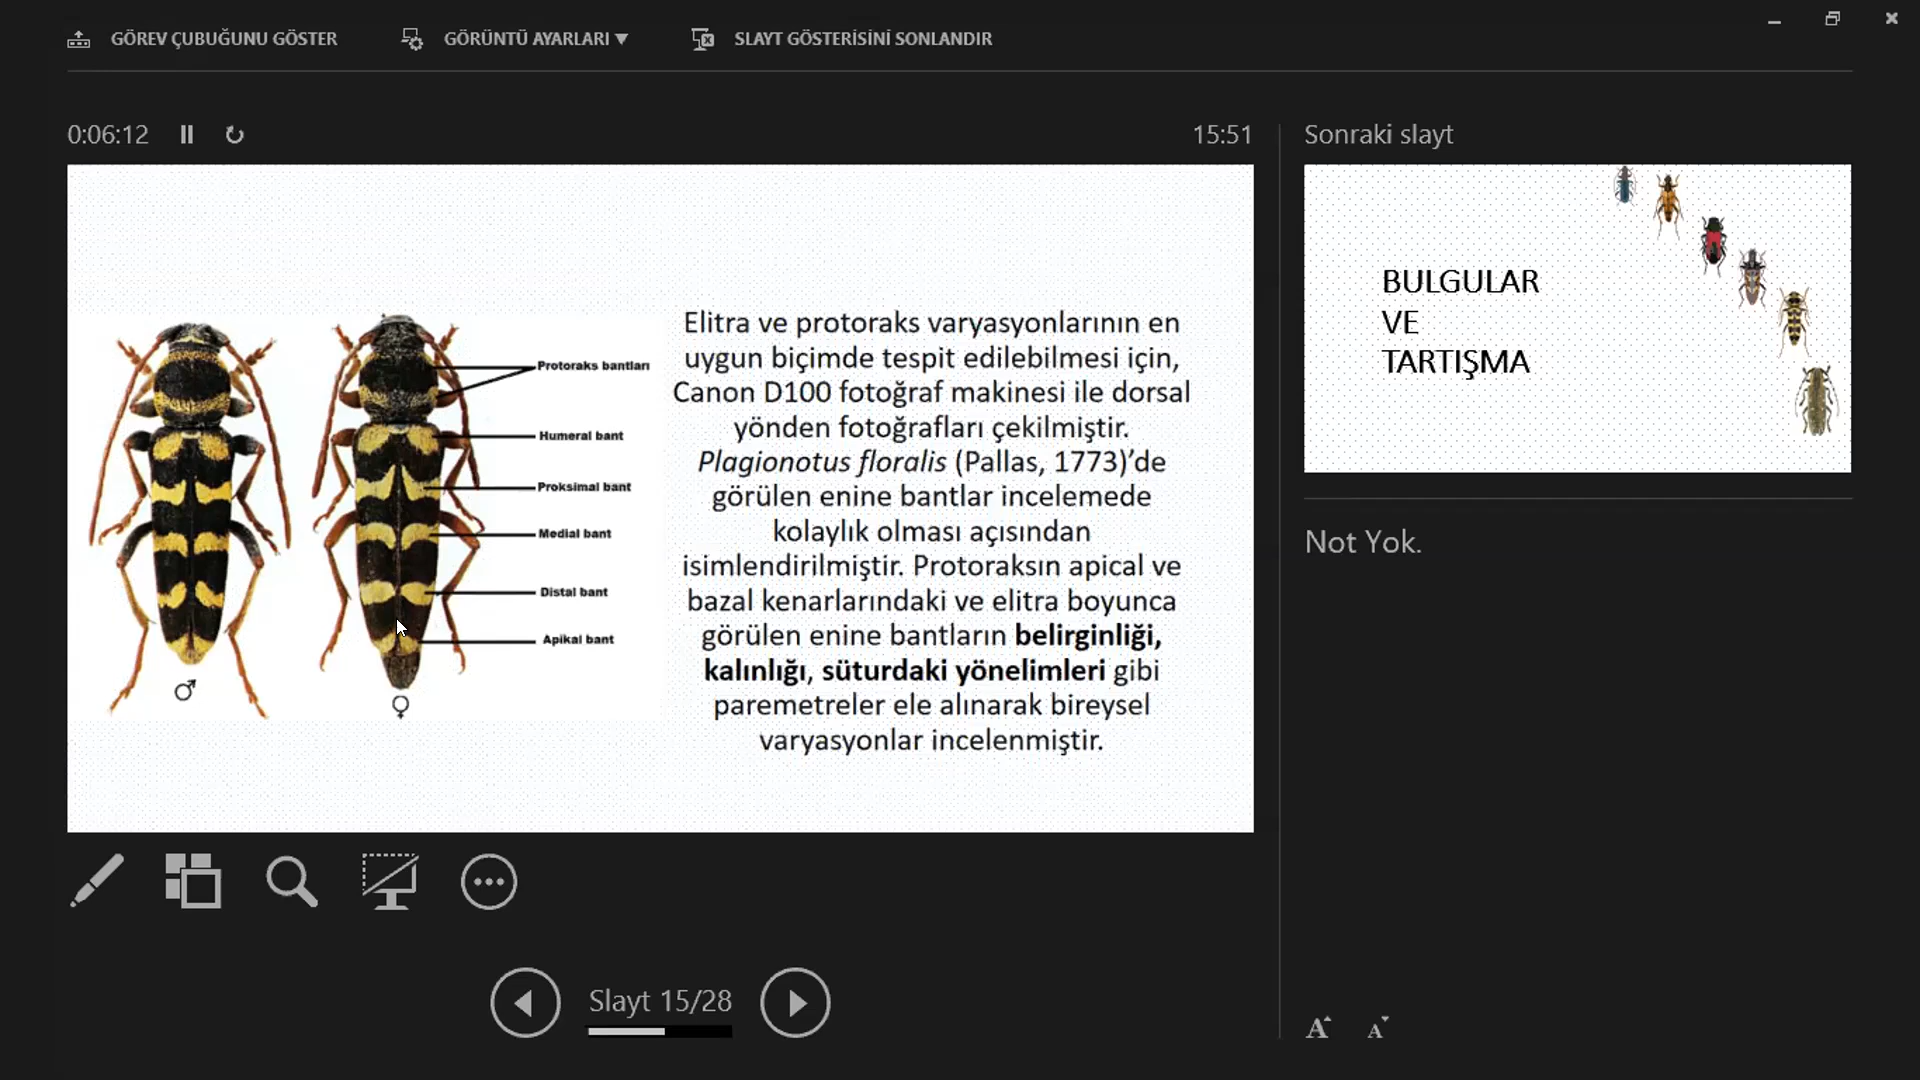 GÖREV ÇUBUĞUNU GÖSTER
GÖRÜNTÜ AYARLARI
SLAYT GÖSTERİSİNİ SONLANDIR
0:06:12
15:51
Protoraks bantları
Humeral bant
Proksimal bant
Medial bant
Distal bant
Apikal bant
♂
♀
Elitra ve protoraks varyasyonlarının en
uygun biçimde tespit edilebilmesi için,
Canon D100 fotoğraf makinesi ile dorsal
yönden fotoğrafları çekilmiştir.
Plagionotus floralis (Pallas, 1773)’de
görülen enine bantlar incelemede
kolaylık olması açısından
isimlendirilmiştir. Protoraksın apical ve
bazal kenarlarındaki ve elitra boyunca
görülen enine bantların belirginliği,
kalınlığı, süturdaki yönelimleri gibi
paremetreler ele alınarak bireysel
varyasyonlar incelenmiştir.
Slayt 15/28
Sonraki slayt
BULGULAR
VE
TARTIŞMA
Not Yok.
A A